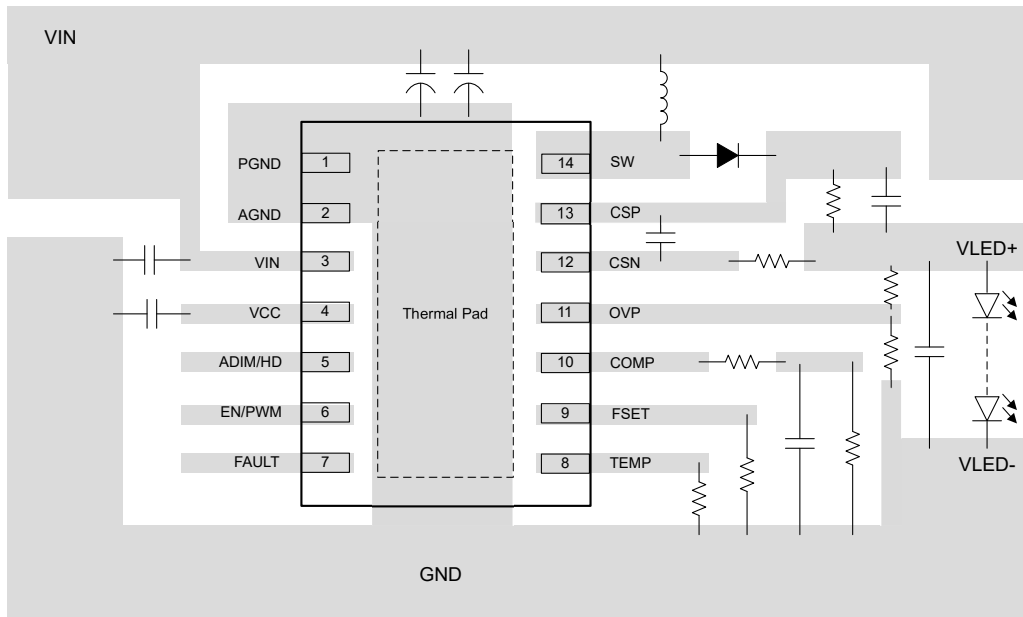 VIN
PGND 1 14 SW
AGND 2 13 CSP
VIN 3 12 CSN
VLED+
VCC 4 Thermal Pad 11 OVP
ADIM/HD 5 10 COMP
EN/PWM 6 9 FSET
FAULT 7 8 TEMP
VLED-
GND